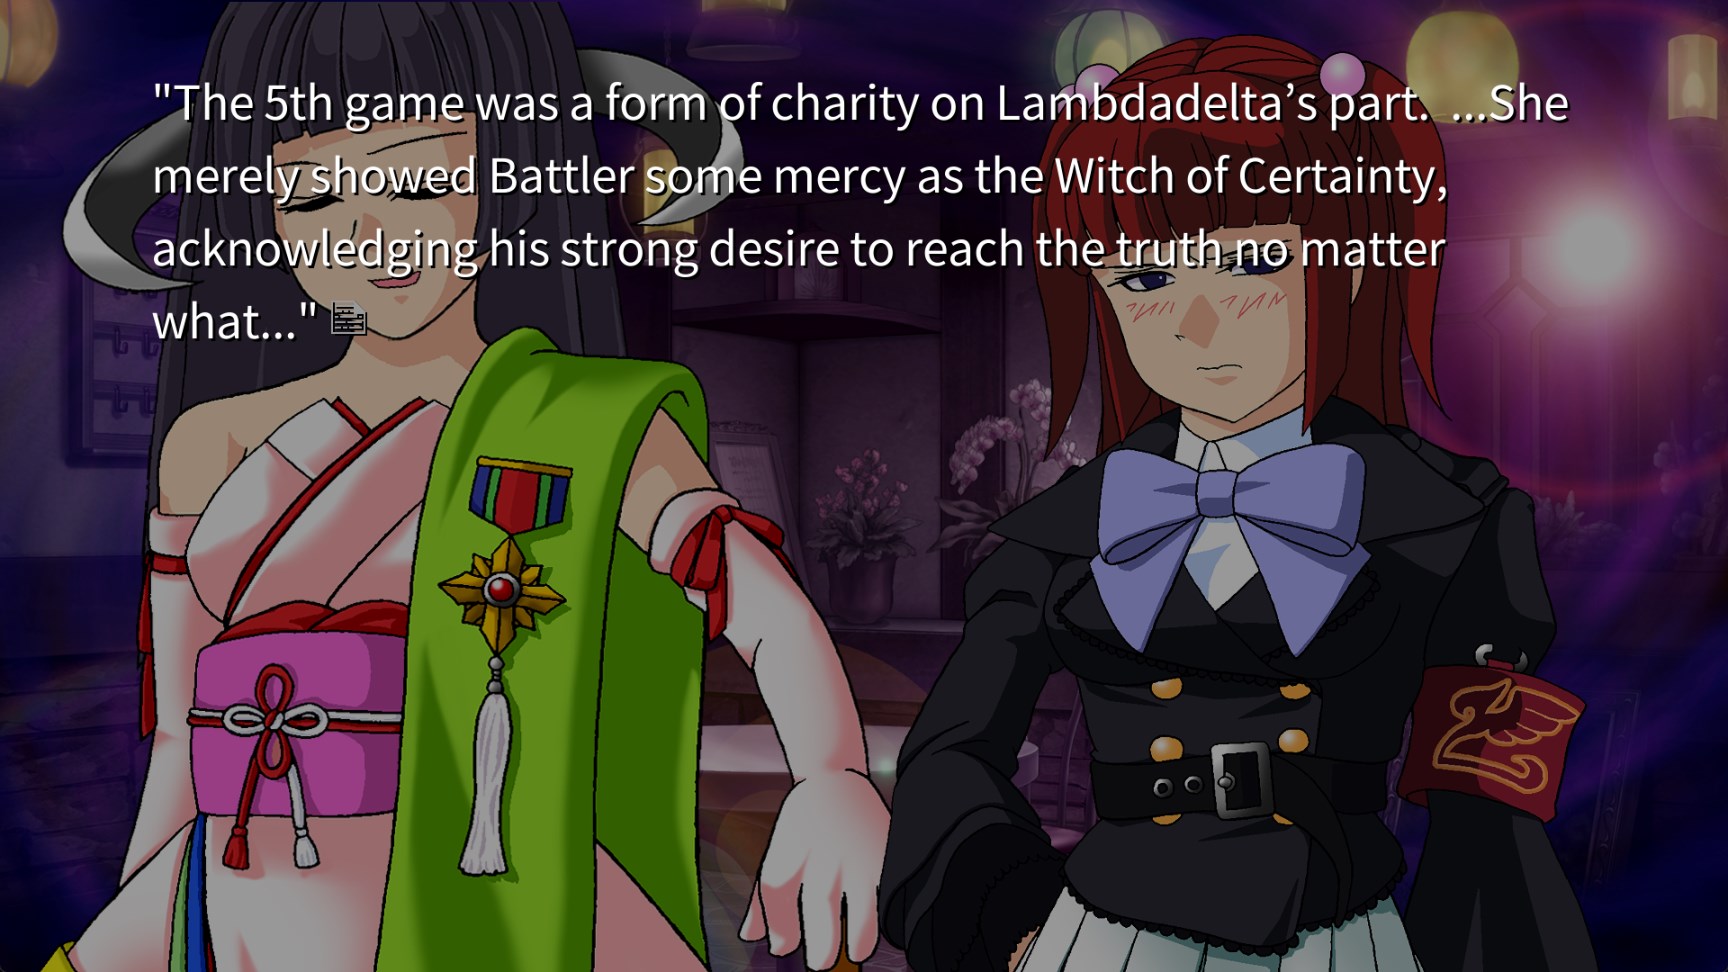 "The 5th game was a form of charity on Lambdadelta’s part.  ...She
merely showed Battler some mercy as the Witch of Certainty,
acknowledging his strong desire to reach the truth no matter
what..."